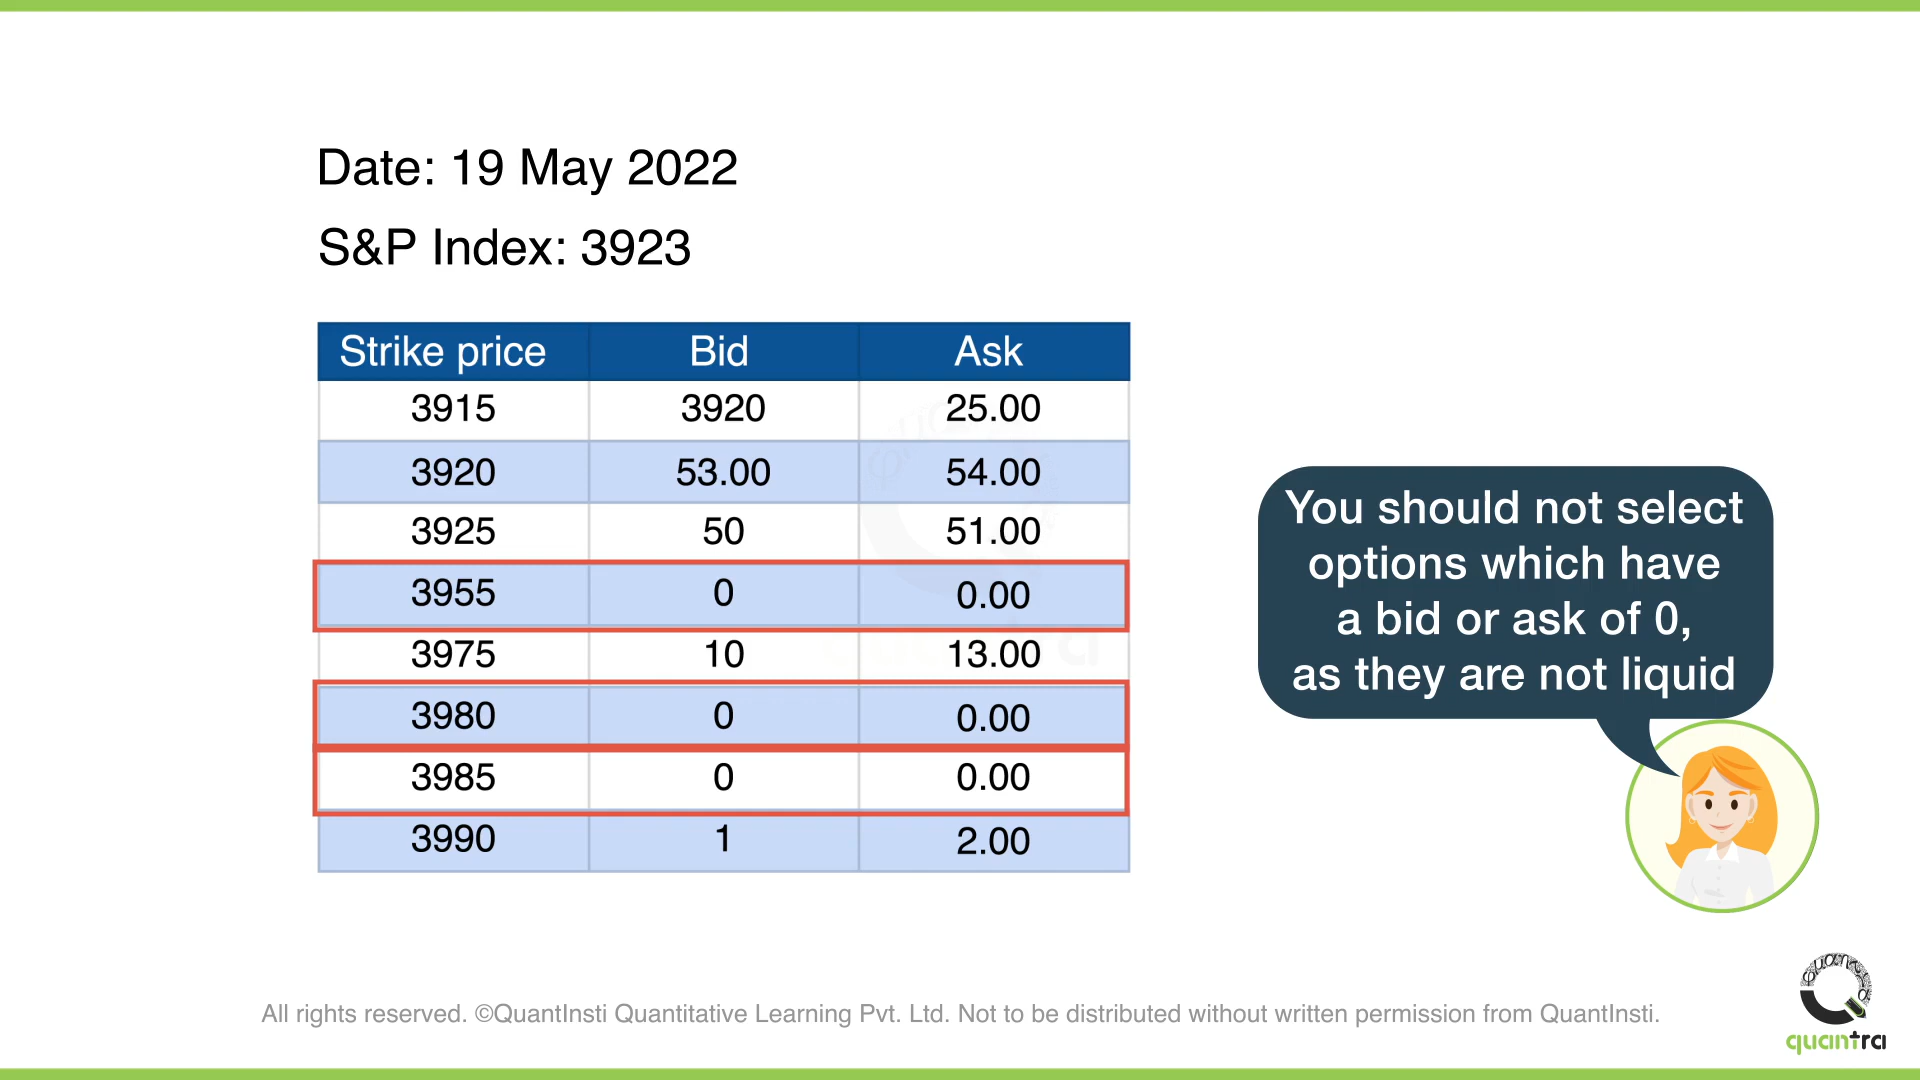 Date: 19 May 2022
S&P Index: 3923
Strike price Bid Ask
3915 3920 25.00
3920 53.00 54.00
3925 50 51.00
3955 0 0.00
3975 10 13.00
3980 0 0.00
3985 0 0.00
3990 1 2.00
You should not select
options which have
a bid or ask of 0,
as they are not liquid
All rights reserved. ©QuantInsti Quantitative Learning Pvt. Ltd. Not to be distributed without written permission from QuantInsti.
quantra